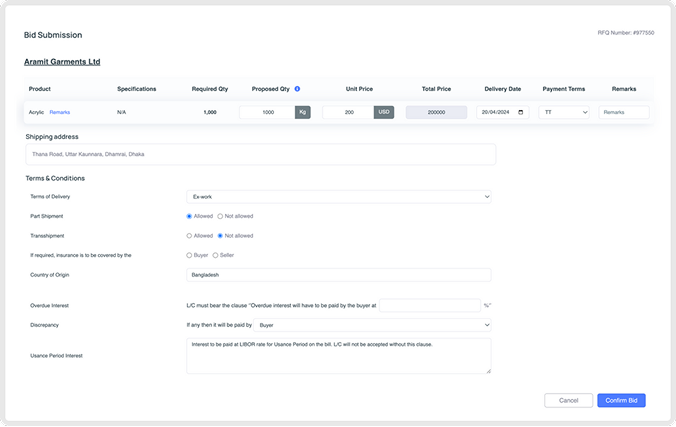 Bid Submission
RFQ Number: #977550
Aramit Garments Ltd
Product Specifications Required Qty Proposed Qty i Unit Price Total Price Delivery Date Payment Terms Remarks
Acrylic Remarks N/A 1,000 1000 Kg 200 USD 200000 29/04/2024 TT Remarks
Shipping address
Thana Road, Uttar Kaunnara, Dhamrai, Dhaka
Terms & Conditions
Terms of Delivery Ex-work
Part Shipment Allowed Not allowed
Transshipment Allowed Not allowed
If required, insurance is to be covered by the Buyer Seller
Country of Origin Bangladesh
Overdue Interest L/C must bear the clause "Overdue interest will have to be paid by the buyer at %"
Discrepancy If any then it will be paid by Buyer
Usance Period Interest Interest to be paid at LIBOR rate for Usance Period on the bill. L/C will not be accepted without this clause.
Cancel Confirm Bid